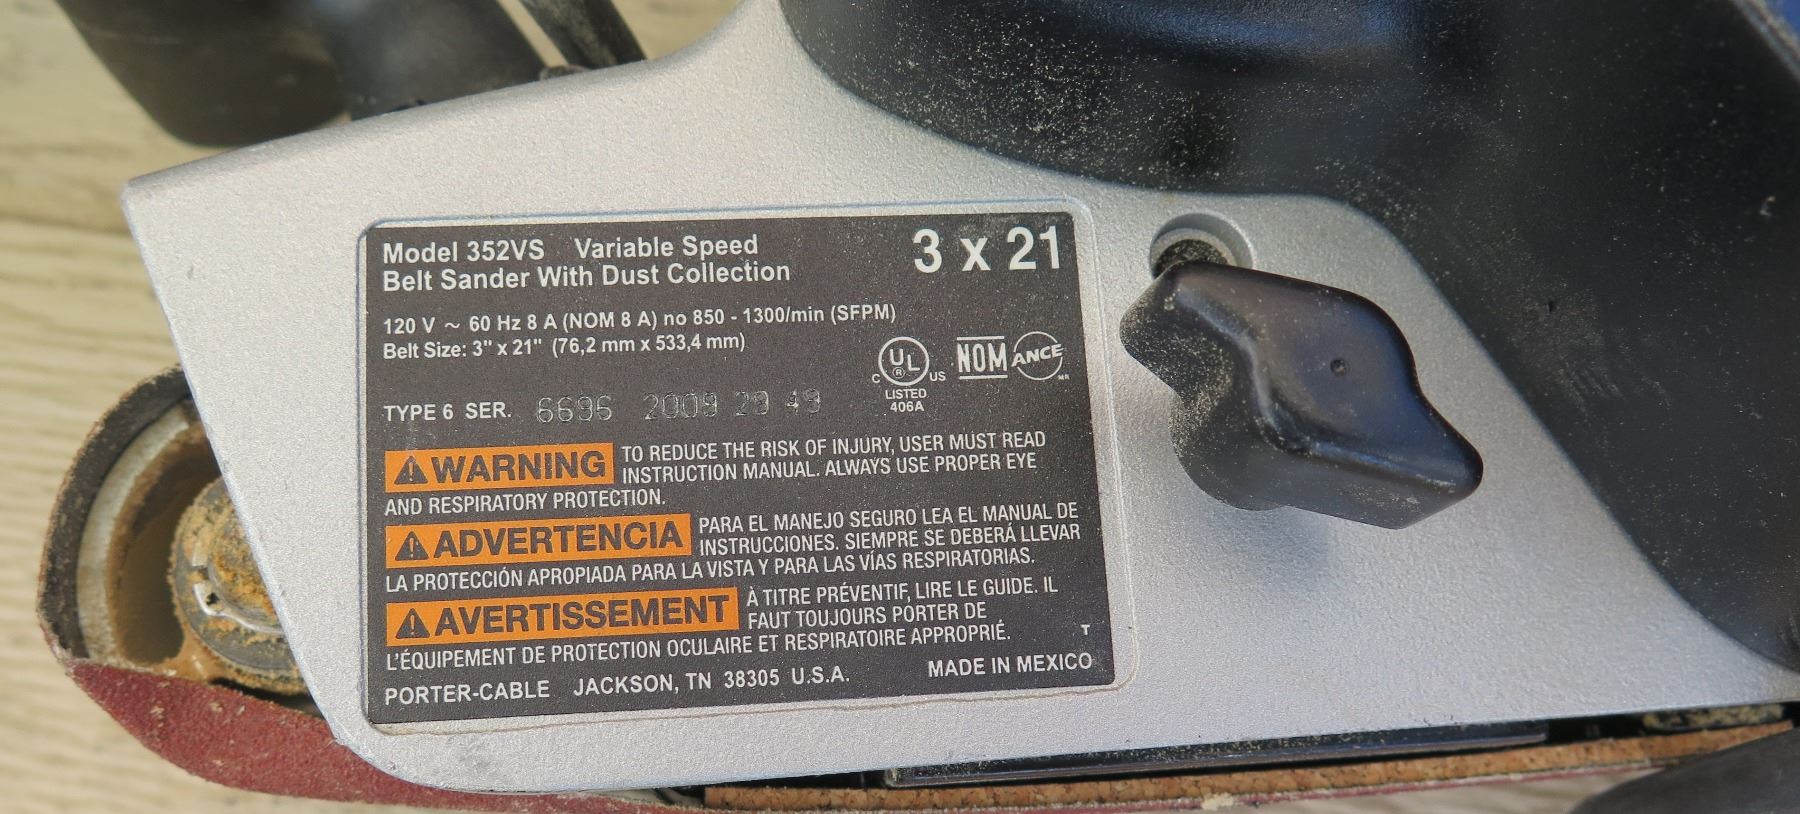 Model 352VS Variable Speed
Belt Sander With Dust Collection
3 x 21
120 V ~ 60 Hz 8 A (NOM 8 A) no 850 - 1300/min (SFPM)
Belt Size: 3" x 21" (76,2 mm x 533,4 mm)
C UL ® US
LISTED
406A
NOM ANCE MR
TYPE 6 SER. 6696 2009 29 49
⚠ WARNING TO REDUCE THE RISK OF INJURY, USER MUST READ
INSTRUCTION MANUAL. ALWAYS USE PROPER EYE
AND RESPIRATORY PROTECTION.
⚠ ADVERTENCIA PARA EL MANEJO SEGURO LEA EL MANUAL DE
INSTRUCCIONES. SIEMPRE SE DEBERÁ LLEVAR
LA PROTECCIÓN APROPIADA PARA LA VISTA Y PARA LAS VÍAS RESPIRATORIAS.
⚠ AVERTISSEMENT À TITRE PRÉVENTIF, LIRE LE GUIDE. IL
FAUT TOUJOURS PORTER DE
L'ÉQUIPEMENT DE PROTECTION OCULAIRE ET RESPIRATOIRE APPROPRIÉ.
T
PORTER-CABLE JACKSON, TN 38305 U.S.A. MADE IN MEXICO